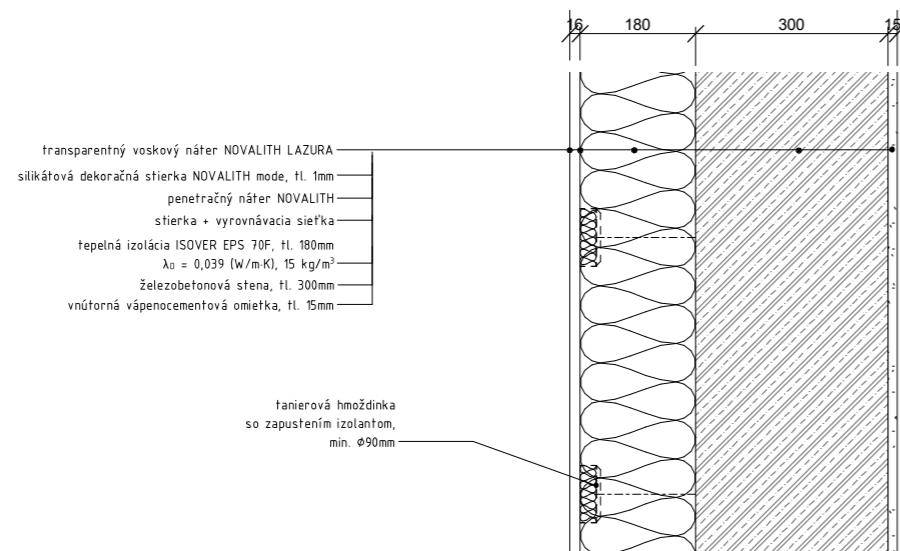 16 180 300 15
transparentný voskový náter NOVALITH LAZURA
silikátová dekoračná stierka NOVALITH mode, tl. 1mm
penetračný náter NOVALITH
stierka + vyrovnávacia sieťka
tepelná izolácia ISOVER EPS 70F, tl. 180mm
λ▯ = 0,039 (W/m·K), 15 kg/m³
železobetonová stena, tl. 300mm
vnútorná vápenocementová omietka, tl. 15mm
tanierová hmoždinka
so zapustením izolantom,
min. Ø90mm